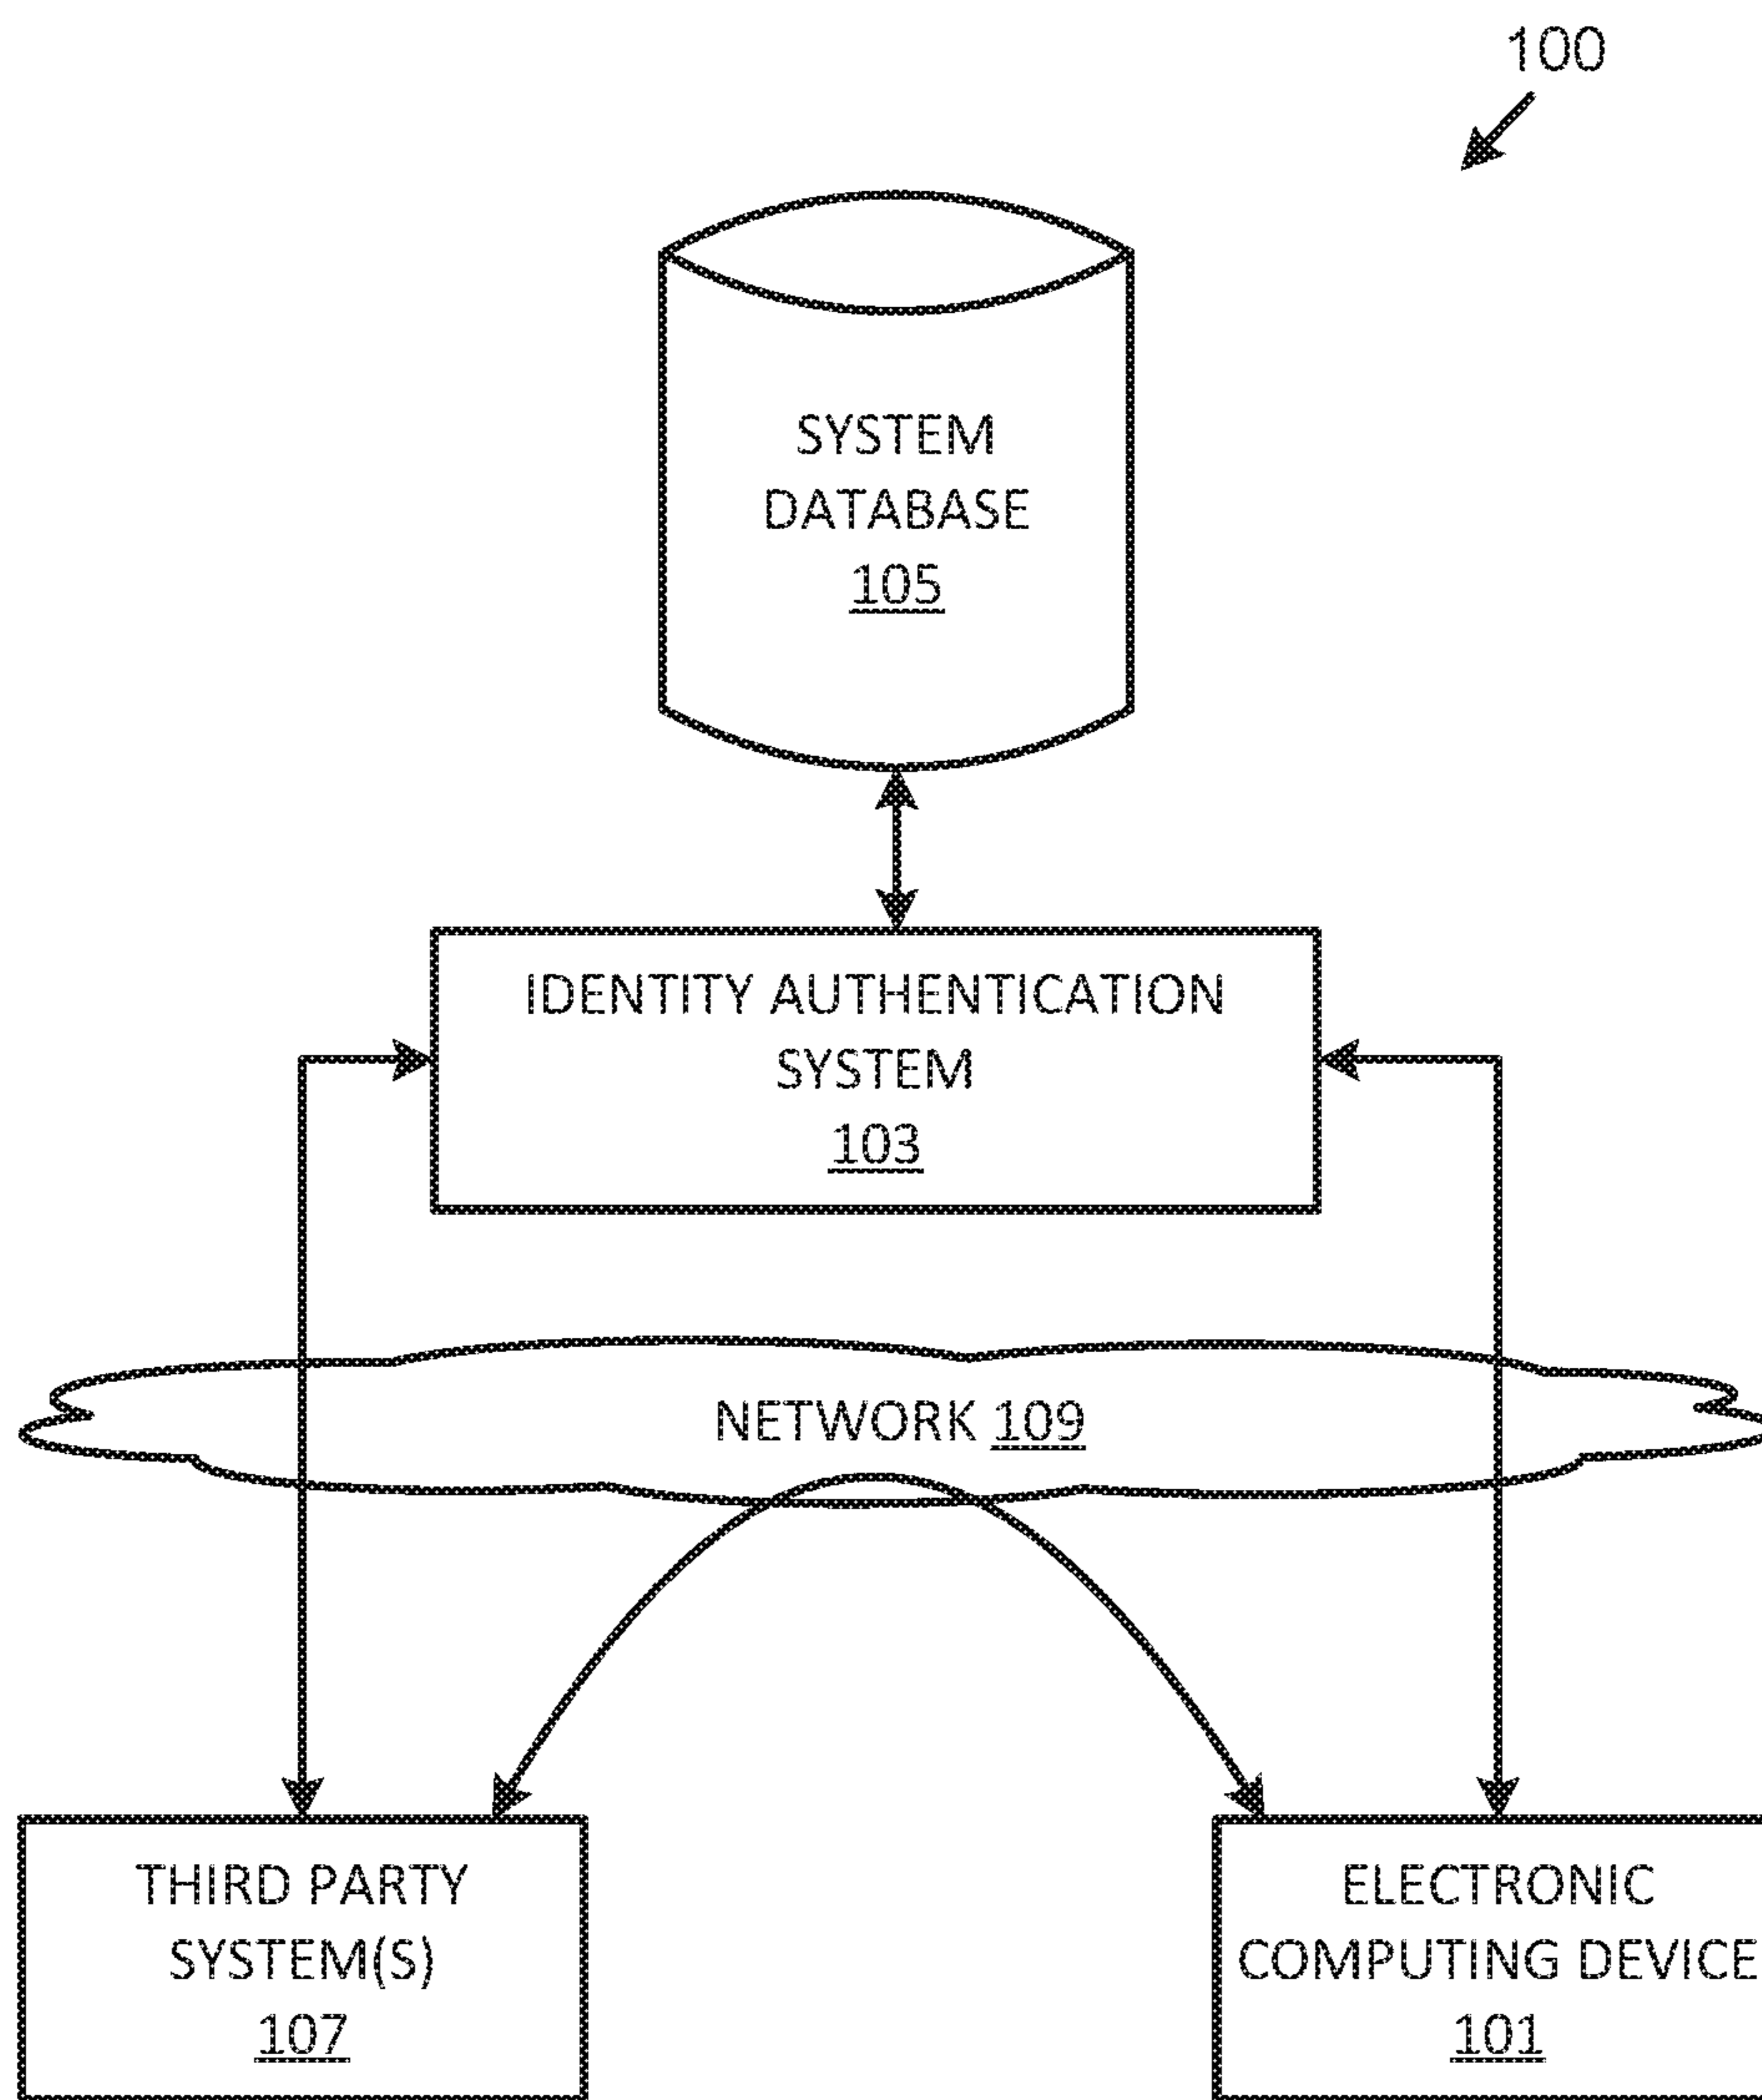 100
SYSTEM
DATABASE
105
IDENTITY AUTHENTICATION
SYSTEM
103
NETWORK 109
THIRD PARTY
SYSTEM(S)
107
ELECTRONIC
COMPUTING DEVICE
101